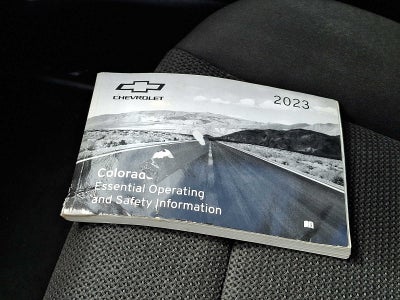 CHEVROLET
2023
Colorad
Essential Operating
and Safety Information